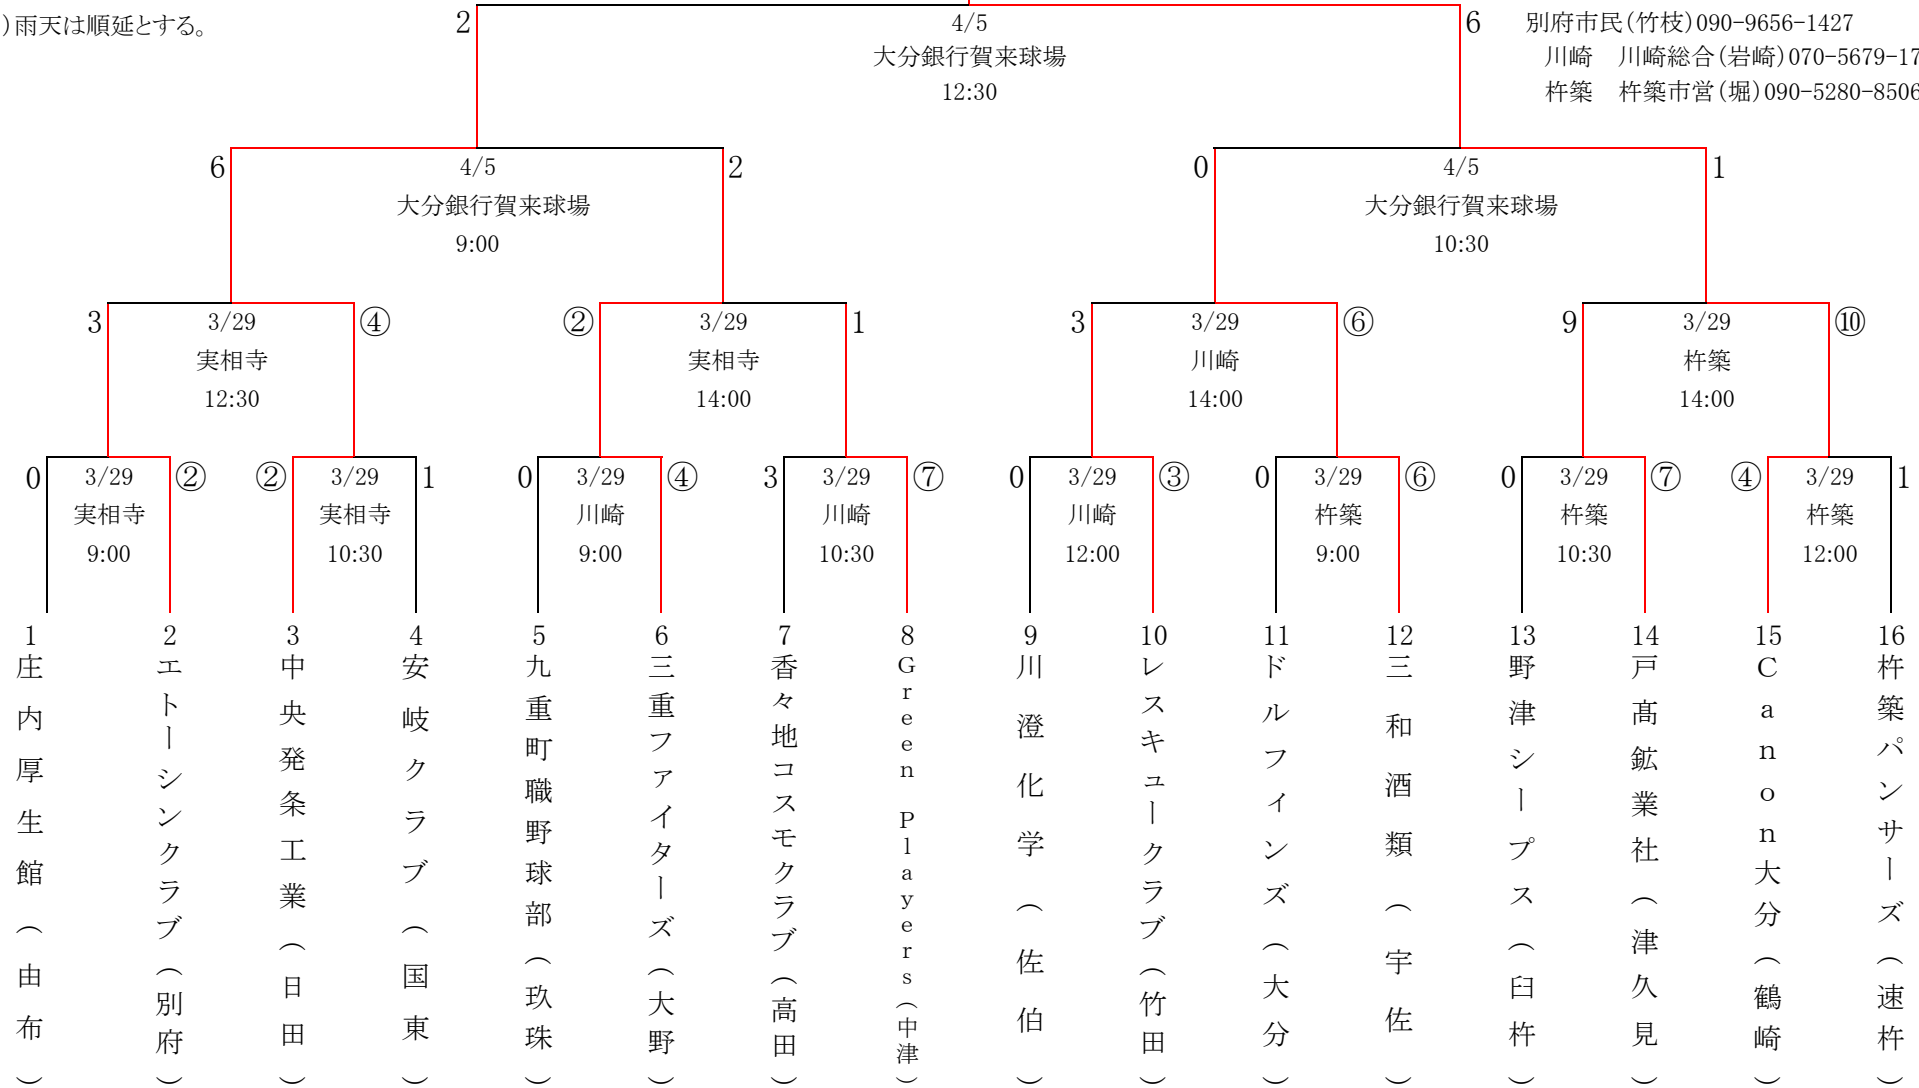 )雨天は順延とする。
別府市民(竹枝)090-9656-1427
川崎　川崎総合(岩崎)070-5679-17
杵築　杵築市営(堀)090-5280-8506
2 4/5 6
大分銀行賀来球場
12:30
6 4/5 2 0 4/5 1
大分銀行賀来球場 大分銀行賀来球場
9:00 10:30
3 3/29 ④ ② 3/29 1 3 3/29 ⑥ 9 3/29 ⑩
実相寺 実相寺 川崎 杵築
12:30 14:00 14:00 14:00
0 3/29 ② ② 3/29 1 0 3/29 ④ 3 3/29 ⑦ 0 3/29 ③ 0 3/29 ⑥ 0 3/29 ⑦ ④ 3/29 1
実相寺 実相寺 川崎 川崎 川崎 杵築 杵築 杵築
9:00 10:30 9:00 10:30 12:00 9:00 10:30 12:00
1 2 3 4 5 6 7 8 9 10 11 12 13 14 15 16
庄内厚生館(由布)
エトーシンクラブ(別府)
中央発条工業(日田)
安岐クラブ(国東)
九重町職野球部(玖珠)
三重ファイターズ(大野)
香々地コスモクラブ(高田)
Green Players(中津)
川澄化学(佐伯)
レスキュークラブ(竹田)
ドルフィンズ(大分)
三和酒類(宇佐)
野津シープス(臼杵)
戸髙鉱業社(津久見)
Canon大分(鶴崎)
杵築パンサーズ(速杵)